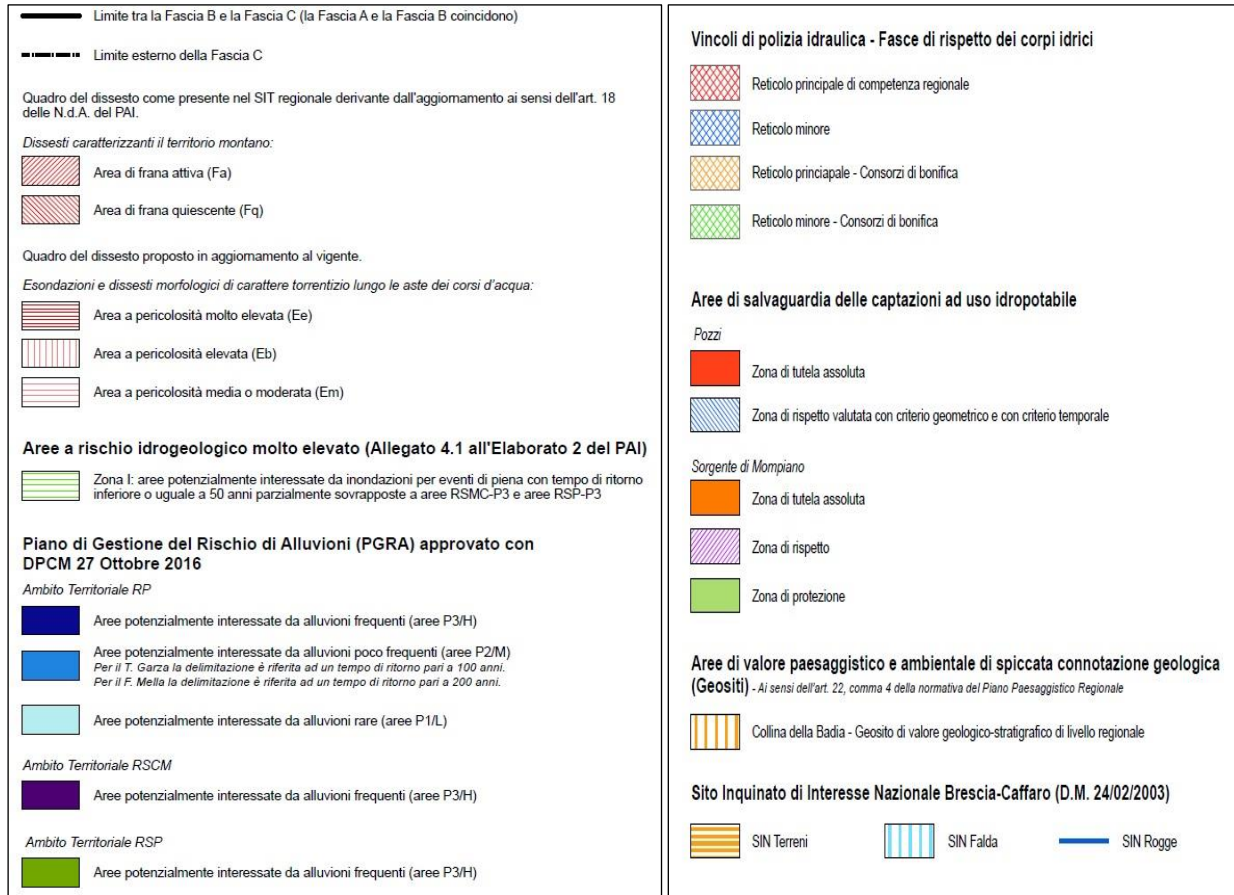 Limite tra la Fascia B e la Fascia C (la Fascia A e la Fascia B coincidono)
Limite esterno della Fascia C
Quadro del dissesto come presente nel SIT regionale derivante dall'aggiornamento ai sensi dell'art. 18
delle N.d.A. del PAI.
Dissesti caratterizzanti il territorio montano:
Area di frana attiva (Fa)
Area di frana quiescente (Fq)
Quadro del dissesto proposto in aggiornamento al vigente.
Esondazioni e dissesti morfologici di carattere torrentizio lungo le aste dei corsi d'acqua:
Area a pericolosità molto elevata (Ee)
Area a pericolosità elevata (Eb)
Area a pericolosità media o moderata (Em)
Aree a rischio idrogeologico molto elevato (Allegato 4.1 all'Elaborato 2 del PAI)
Zona I: aree potenzialmente interessate da inondazioni per eventi di piena con tempo di ritorno
inferiore o uguale a 50 anni parzialmente sovrapposte a aree RSMC-P3 e aree RSP-P3
Piano di Gestione del Rischio di Alluvioni (PGRA) approvato con
DPCM 27 Ottobre 2016
Ambito Territoriale RP
Aree potenzialmente interessate da alluvioni frequenti (aree P3/H)
Aree potenzialmente interessate da alluvioni poco frequenti (aree P2/M)
Per il T. Garza la delimitazione è riferita ad un tempo di ritorno pari a 100 anni.
Per il F. Mella la delimitazione è riferita ad un tempo di ritorno pari a 200 anni.
Aree potenzialmente interessate da alluvioni rare (aree P1/L)
Ambito Territoriale RSCM
Aree potenzialmente interessate da alluvioni frequenti (aree P3/H)
Ambito Territoriale RSP
Aree potenzialmente interessate da alluvioni frequenti (aree P3/H)
Vincoli di polizia idraulica - Fasce di rispetto dei corpi idrici
Reticolo principale di competenza regionale
Reticolo minore
Reticolo princiapale - Consorzi di bonifica
Reticolo minore - Consorzi di bonifica
Aree di salvaguardia delle captazioni ad uso idropotabile
Pozzi
Zona di tutela assoluta
Zona di rispetto valutata con criterio geometrico e con criterio temporale
Sorgente di Mompiano
Zona di tutela assoluta
Zona di rispetto
Zona di protezione
Aree di valore paesaggistico e ambientale di spiccata connotazione geologica
(Geositi) - Ai sensi dell'art. 22, comma 4 della normativa del Piano Paesaggistico Regionale
Collina della Badia - Geosito di valore geologico-stratigrafico di livello regionale
Sito Inquinato di Interesse Nazionale Brescia-Caffaro (D.M. 24/02/2003)
SIN Terreni
SIN Falda
SIN Rogge